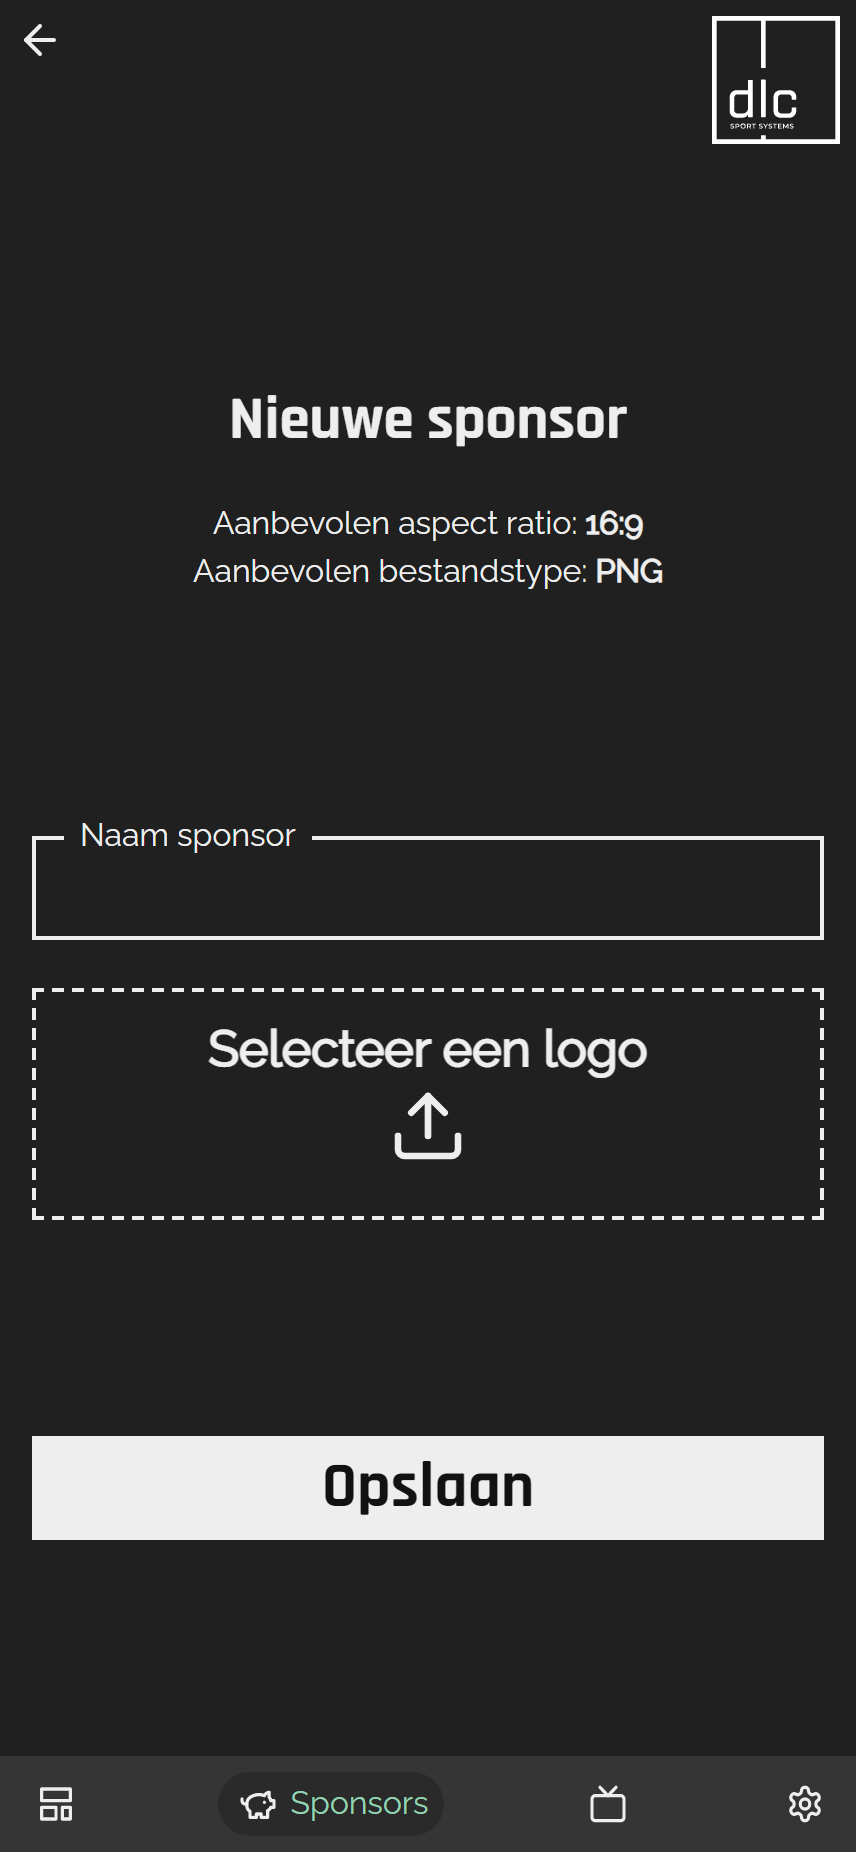 dlc
SPORT SYSTEMS
Nieuwe sponsor
Aanbevolen aspect ratio: 16:9
Aanbevolen bestandstype: PNG
Naam sponsor
Selecteer een logo
Opslaan
Sponsors